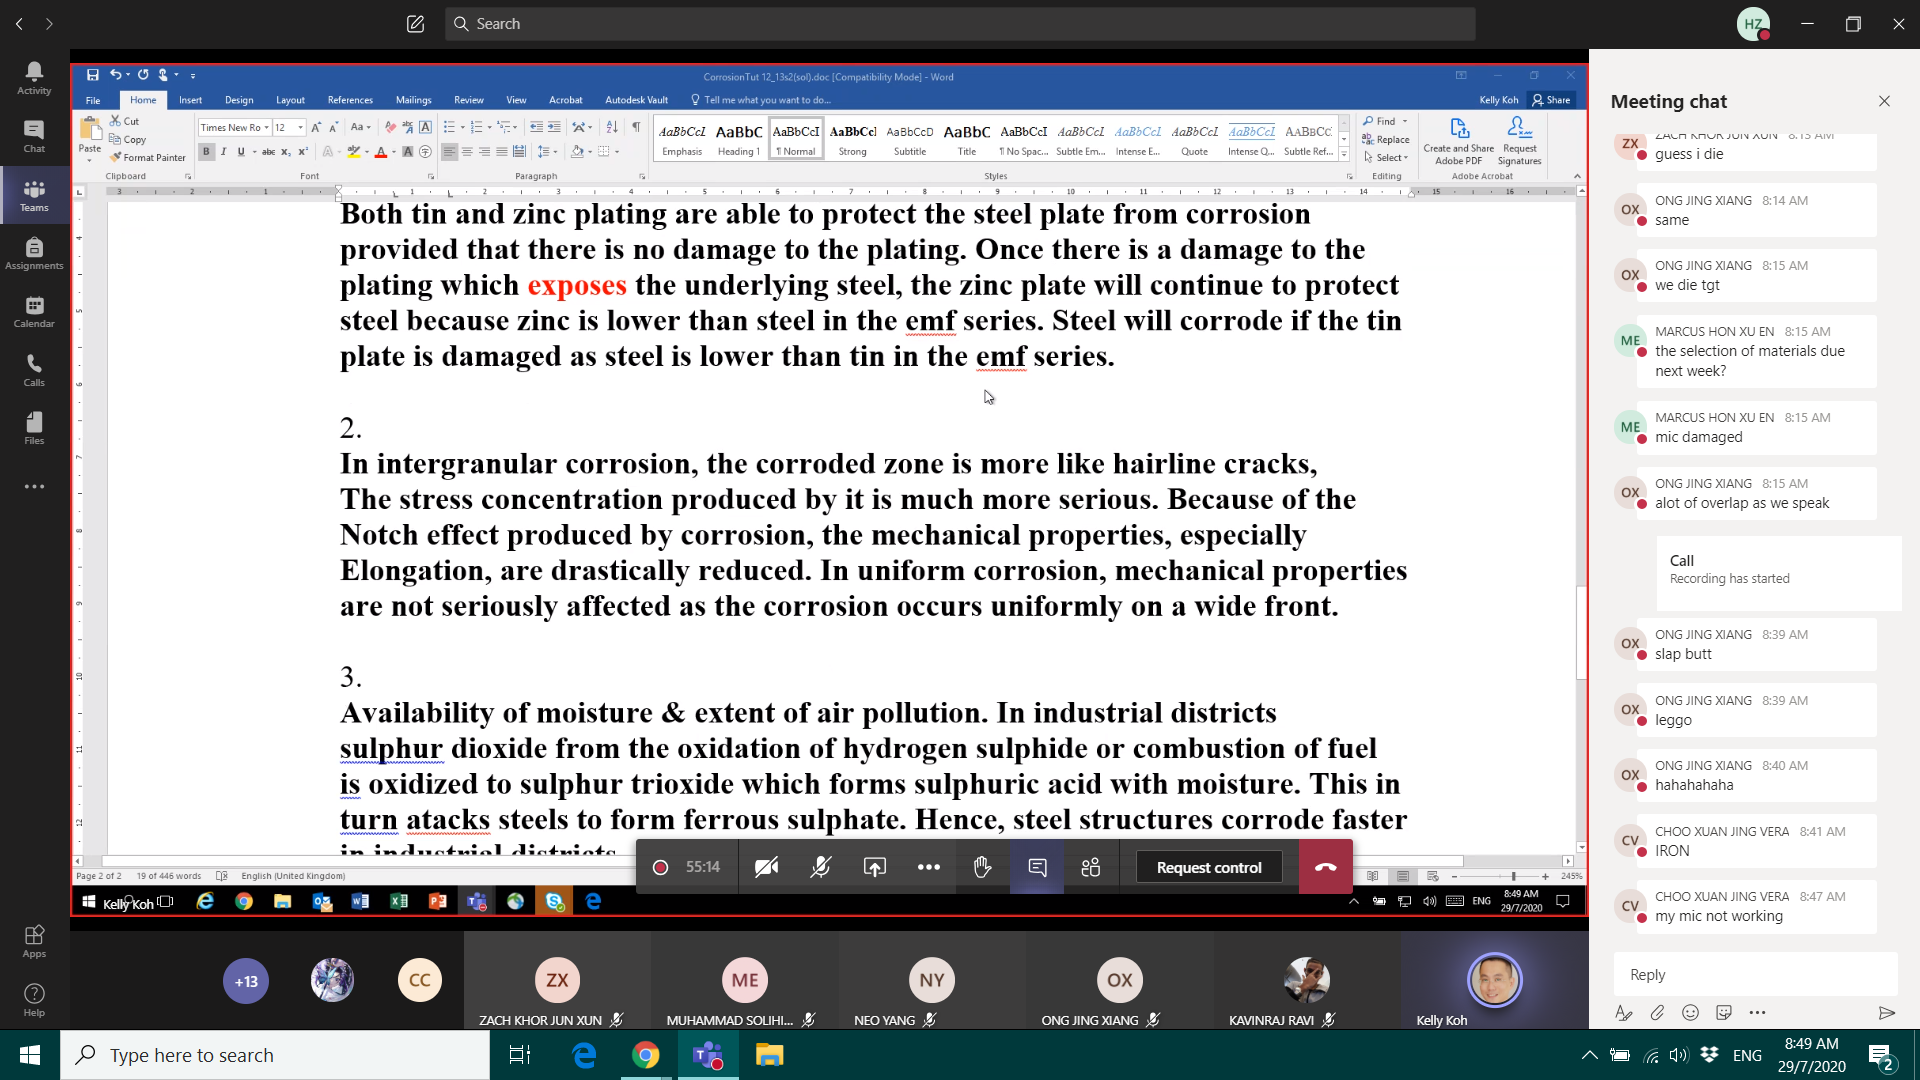 Search
HZ
Activity
Chat
Teams
Assignments
Calendar
Calls
Files
Apps
Help
CorrosionTut 12_13s2(sol).doc [Compatibility Mode] - Word
File Home Insert Design Layout References Mailings Review View Acrobat Autodesk Vault Tell me what you want to do...
Kelly Koh Share
Paste
Cut
Copy
Format Painter
Clipboard
Times New Ro 12
Font
Paragraph
AaBbCcI AaBbC AaBbCcI AaBbCcI AaBbCcD AaBbC AaBbCcI AaBbCcI AaBbCcI AaBbCcI AaBbCcI AABBCC
Emphasis Heading 1 ¶ Normal Strong Subtitle Title ¶ No Spac... Subtle Em... Intense E... Quote Intense Q... Subtle Ref...
Styles
Find
Replace
Select
Editing
Create and Share
Adobe PDF
Request
Signatures
Adobe Acrobat
Both tin and zinc plating are able to protect the steel plate from corrosion
provided that there is no damage to the plating. Once there is a damage to the
plating which exposes the underlying steel, the zinc plate will continue to protect
steel because zinc is lower than steel in the emf series. Steel will corrode if the tin
plate is damaged as steel is lower than tin in the emf series.
2.
In intergranular corrosion, the corroded zone is more like hairline cracks,
The stress concentration produced by it is much more serious. Because of the
Notch effect produced by corrosion, the mechanical properties, especially
Elongation, are drastically reduced. In uniform corrosion, mechanical properties
are not seriously affected as the corrosion occurs uniformly on a wide front.
3.
Availability of moisture & extent of air pollution. In industrial districts
sulphur dioxide from the oxidation of hydrogen sulphide or combustion of fuel
is oxidized to sulphur trioxide which forms sulphuric acid with moisture. This in
turn atacks steels to form ferrous sulphate. Hence, steel structures corrode faster
in industrial districts.
55:14
Request control
Page 2 of 2 19 of 446 words English (United Kingdom)
245%
Kelly Koh
ENG
8:49 AM
29/7/2020
+13
CC
ZX
ZACH KHOR JUN XUN
ME
MUHAMMAD SOLIHI...
NY
NEO YANG
OX
ONG JING XIANG
KAVINRAJ RAVI
Kelly Koh
Meeting chat
ZX
ZACH KHOR JUN XUN 8:13 AM
guess i die
OX
ONG JING XIANG 8:14 AM
same
OX
ONG JING XIANG 8:15 AM
we die tgt
ME
MARCUS HON XU EN 8:15 AM
the selection of materials due
next week?
ME
MARCUS HON XU EN 8:15 AM
mic damaged
OX
ONG JING XIANG 8:15 AM
alot of overlap as we speak
Call
Recording has started
OX
ONG JING XIANG 8:39 AM
slap butt
OX
ONG JING XIANG 8:39 AM
leggo
OX
ONG JING XIANG 8:40 AM
hahahahaha
CV
CHOO XUAN JING VERA 8:41 AM
IRON
CV
CHOO XUAN JING VERA 8:47 AM
my mic not working
Reply
Type here to search
ENG
8:49 AM
29/7/2020
2